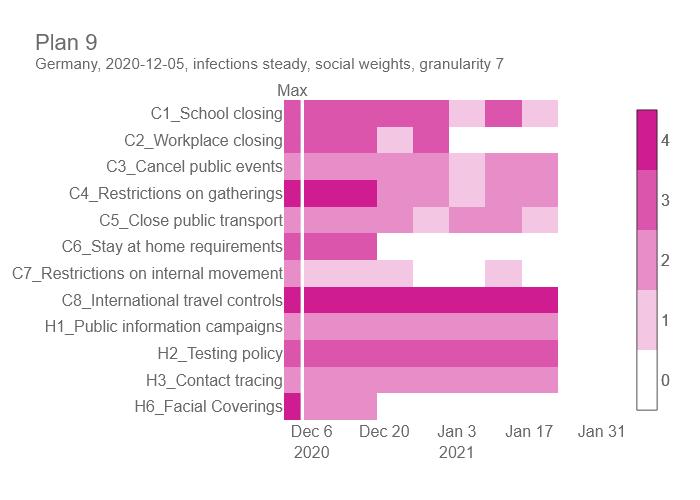 Plan 9
Germany, 2020-12-05, infections steady, social weights, granularity 7
Max
C1_School closing
C2_Workplace closing
C3_Cancel public events
C4_Restrictions on gatherings
C5_Close public transport
C6_Stay at home requirements
C7_Restrictions on internal movement
C8_International travel controls
H1_Public information campaigns
H2_Testing policy
H3_Contact tracing
H6_Facial Coverings
4
3
2
1
0
Dec 6 Dec 20 Jan 3 Jan 17 Jan 31
2020 2021